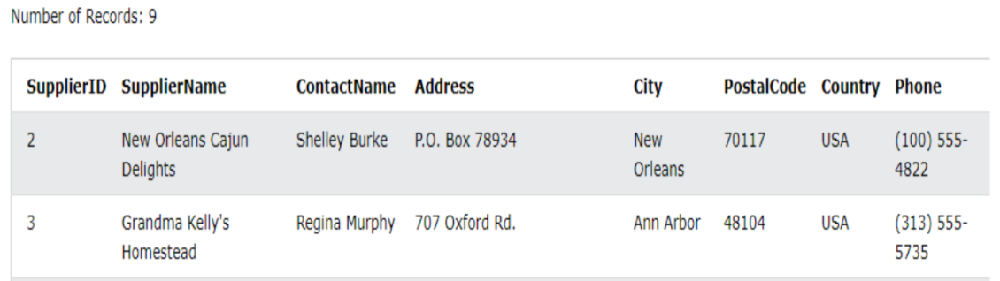 Number of Records: 9
SupplierID SupplierName ContactName Address City PostalCode Country Phone
2 New Orleans Cajun Shelley Burke P.O. Box 78934 New 70117 USA (100) 555-
Delights Orleans 4822
3 Grandma Kelly's Regina Murphy 707 Oxford Rd. Ann Arbor 48104 USA (313) 555-
Homestead 5735